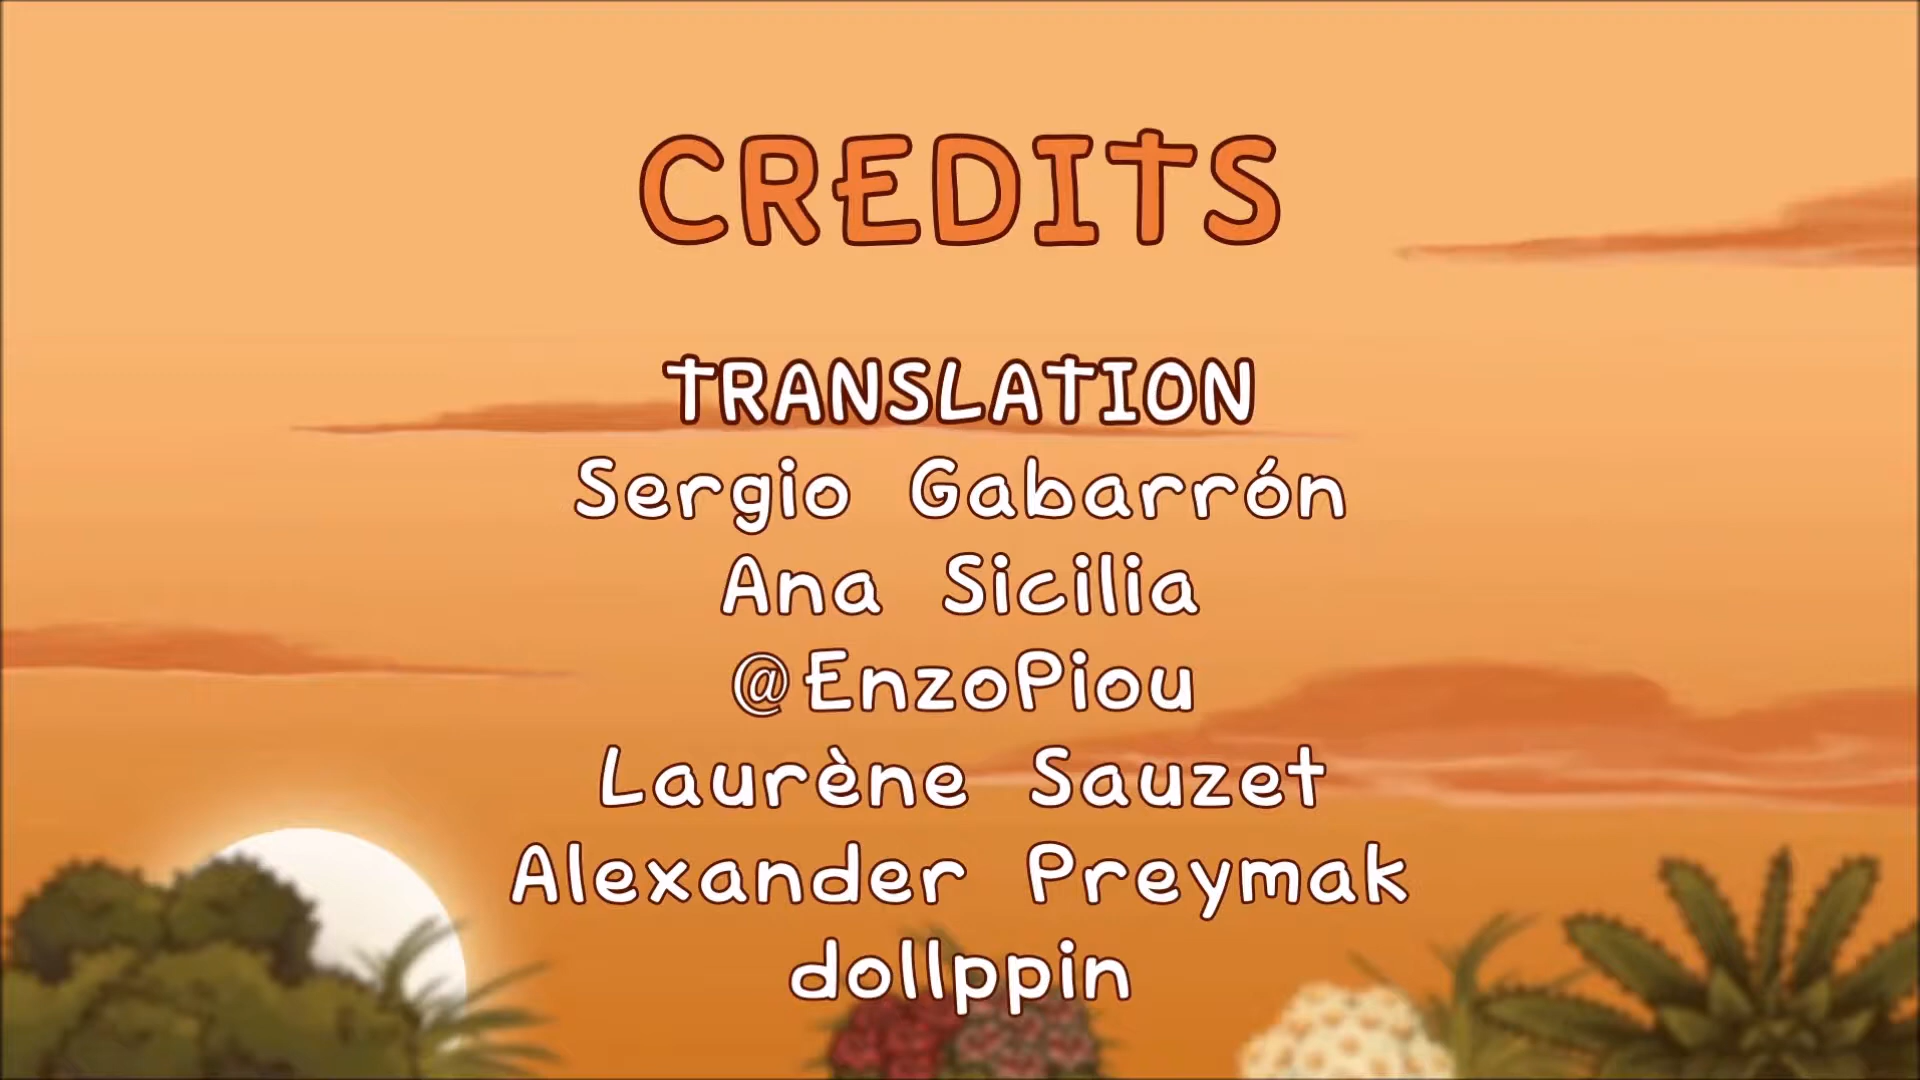 CREDITS
TRANSLATION
Sergio Gabarrón
Ana Sicilia
@EnzoPiou
Laurène Sauzet
Alexander Preymak
dollppin